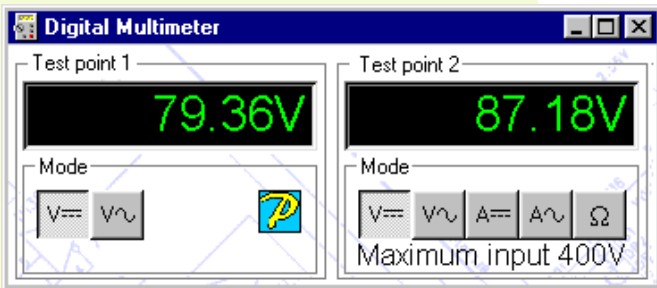 Digital Multimeter
Test point 1
79.36V
Mode
V⎓ V∿
P
Test point 2
87.18V
Mode
V⎓ V∿ A⎓ A∿ Ω
Maximum input 400V